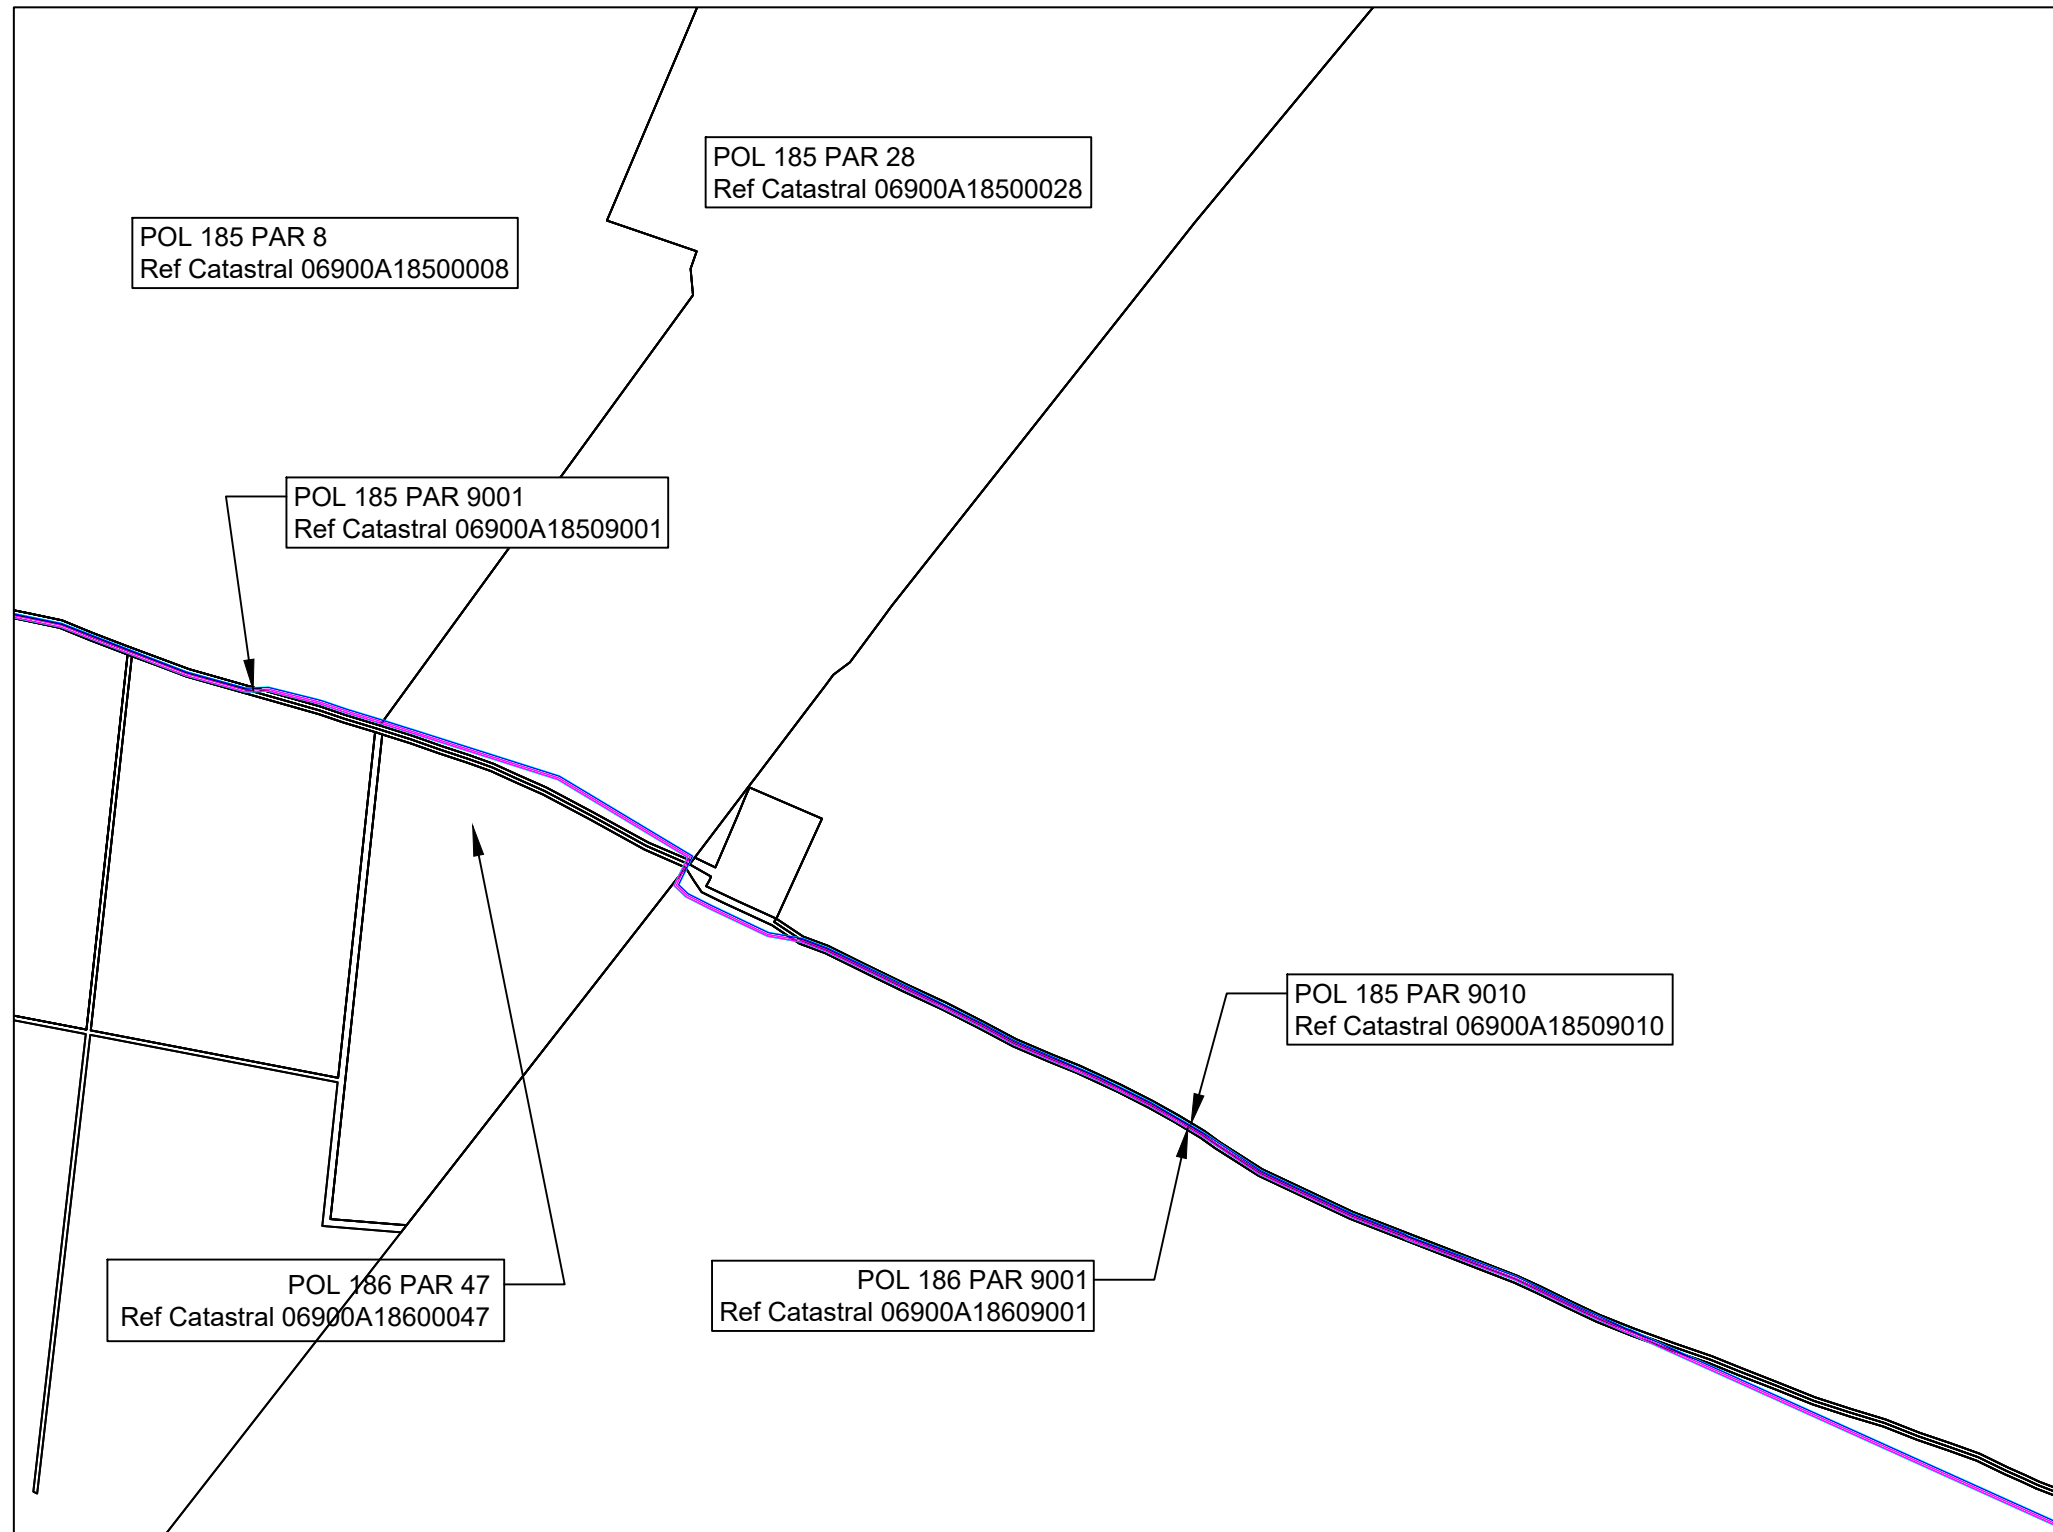 POL 185 PAR 28
Ref Catastral 06900A18500028
POL 185 PAR 8
Ref Catastral 06900A18500008
POL 185 PAR 9001
Ref Catastral 06900A18509001
POL 185 PAR 9010
Ref Catastral 06900A18509010
POL 186 PAR 47
Ref Catastral 06900A18600047
POL 186 PAR 9001
Ref Catastral 06900A18609001